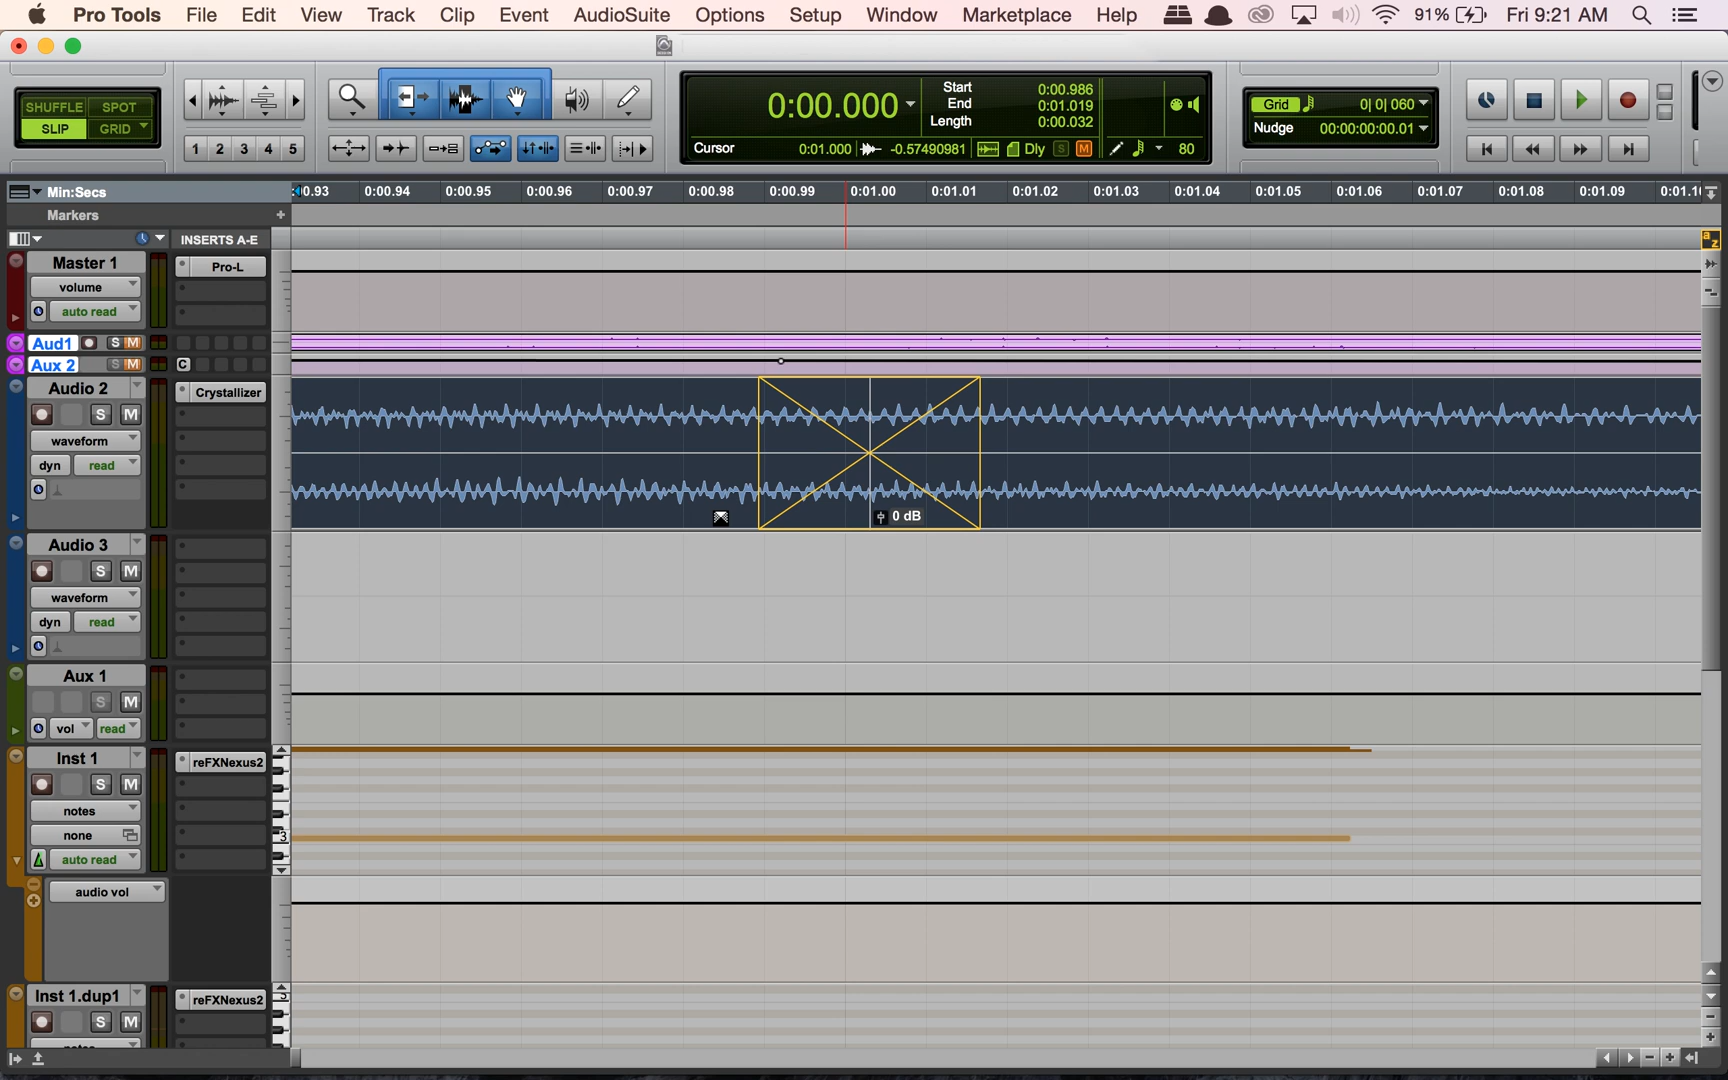 Pro Tools File Edit View Track Clip Event AudioSuite Options Setup Window Marketplace Help 91% Fri 9:21 AM
SHUFFLE SPOT
SLIP GRID
1 2 3 4 5
0:00.000
Start 0:00.986
End 0:01.019
Length 0:00.032
Cursor 0:01.000 -0.57490981 Dly S M 80
Grid 0| 0| 060
Nudge 00:00:00:00.01
Min:Secs 0.93 0:00.94 0:00.95 0:00.96 0:00.97 0:00.98 0:00.99 0:01.00 0:01.01 0:01.02 0:01.03 0:01.04 0:01.05 0:01.06 0:01.07 0:01.08 0:01.09
Markers +
INSERTS A-E
a z
Master 1 Pro-L
volume
auto read
Aud1 S M
Aux 2 S M C
Audio 2 Crystallizer
S M
waveform
dyn read
0 dB
Audio 3
S M
waveform
dyn read
Aux 1
S M
vol read
Inst 1 reFXNexus2
S M
notes
none 3
auto read
audio vol
Inst 1.dup1 reFXNexus2
S M